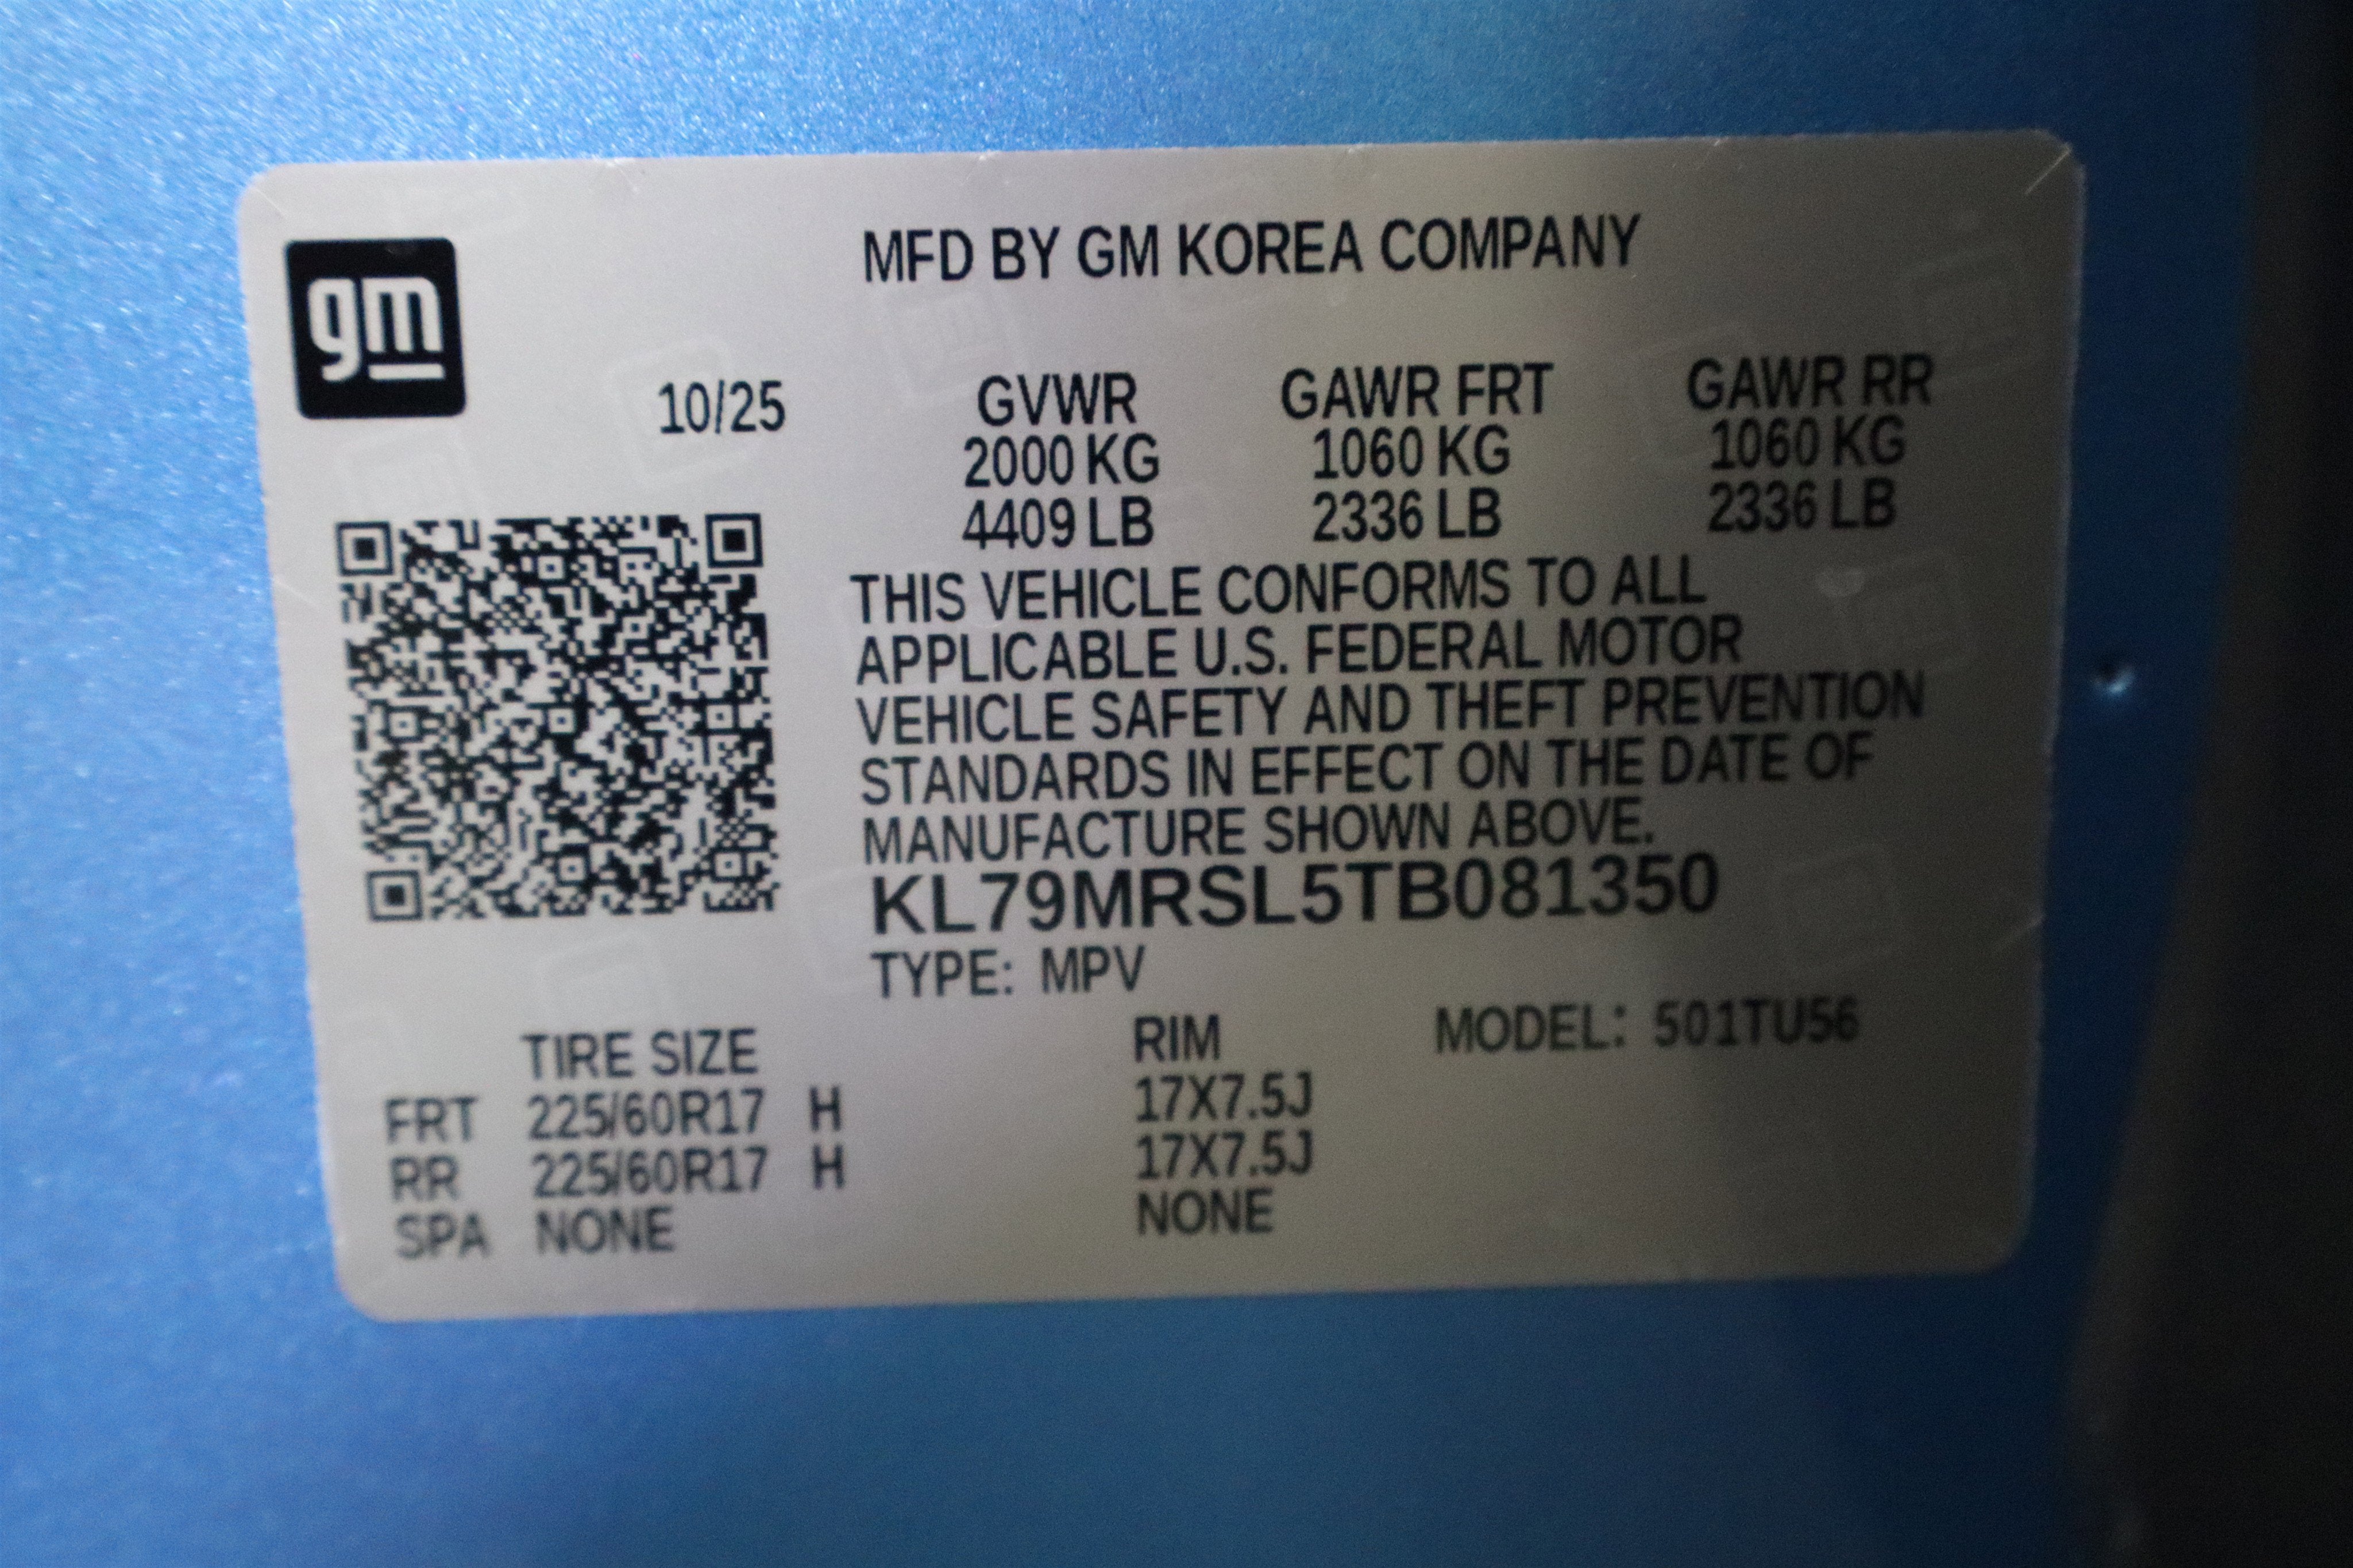 gm
MFD BY GM KOREA COMPANY
10/25
GVWR GAWR FRT GAWR RR
2000 KG 1060 KG 1060 KG
4409 LB 2336 LB 2336 LB
THIS VEHICLE CONFORMS TO ALL
APPLICABLE U.S. FEDERAL MOTOR
VEHICLE SAFETY AND THEFT PREVENTION
STANDARDS IN EFFECT ON THE DATE OF
MANUFACTURE SHOWN ABOVE.
KL79MRSL5TB081350
TYPE: MPV
MODEL: 501TU56
TIRE SIZE RIM
FRT 225/60R17 H 17X7.5J
RR 225/60R17 H 17X7.5J
SPA NONE NONE